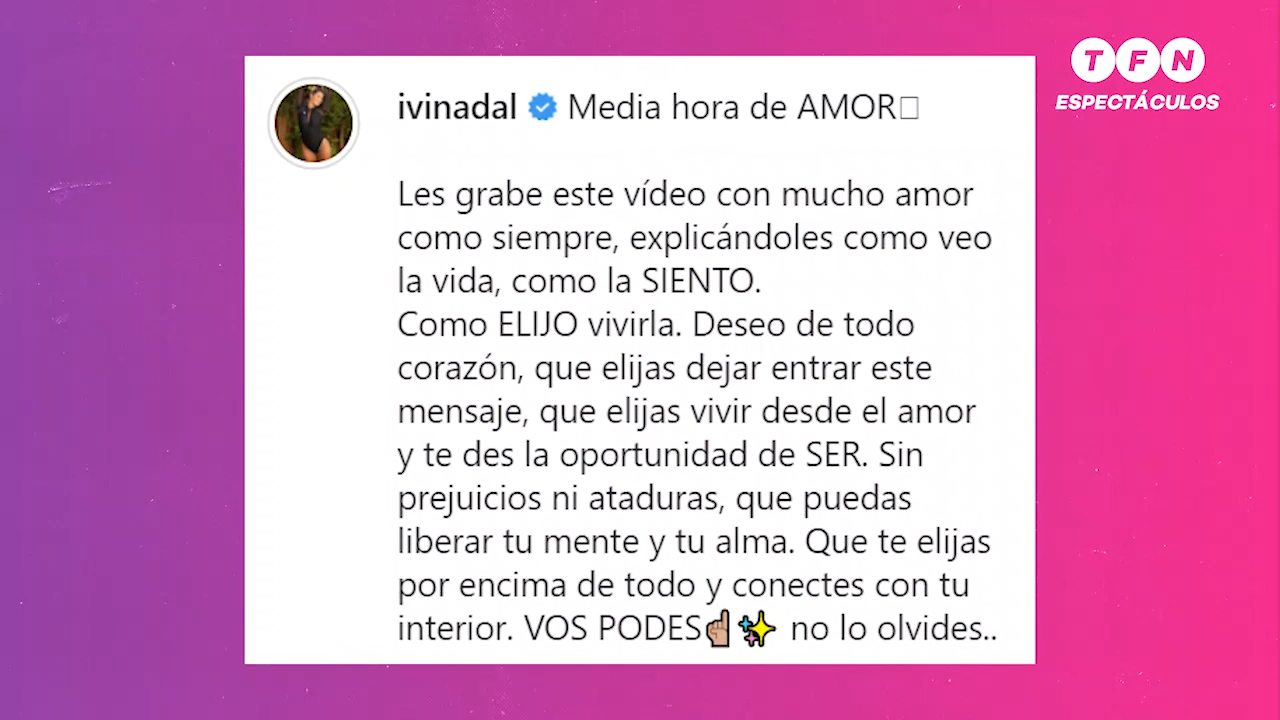 TFN
ESPECTÁCULOS
ivinadal Media hora de AMOR□
Les grabe este vídeo con mucho amor
como siempre, explicándoles como veo
la vida, como la SIENTO.
Como ELIJO vivirla. Deseo de todo
corazón, que elijas dejar entrar este
mensaje, que elijas vivir desde el amor
y te des la oportunidad de SER. Sin
prejuicios ni ataduras, que puedas
liberar tu mente y tu alma. Que te elijas
por encima de todo y conectes con tu
interior. VOS PODES☝🏽✨ no lo olvides..